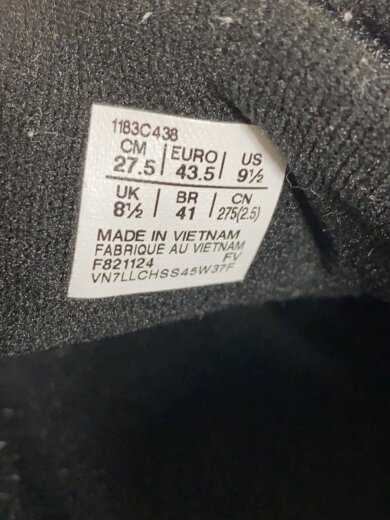 1183C438
CM EURO US
27.5 43.5 9½
UK BR CN
8½ 41 275(2.5)
MADE IN VIETNAM
FABRIQUE AU VIETNAM
F821124 FV
VN7LLCHSS45W37F